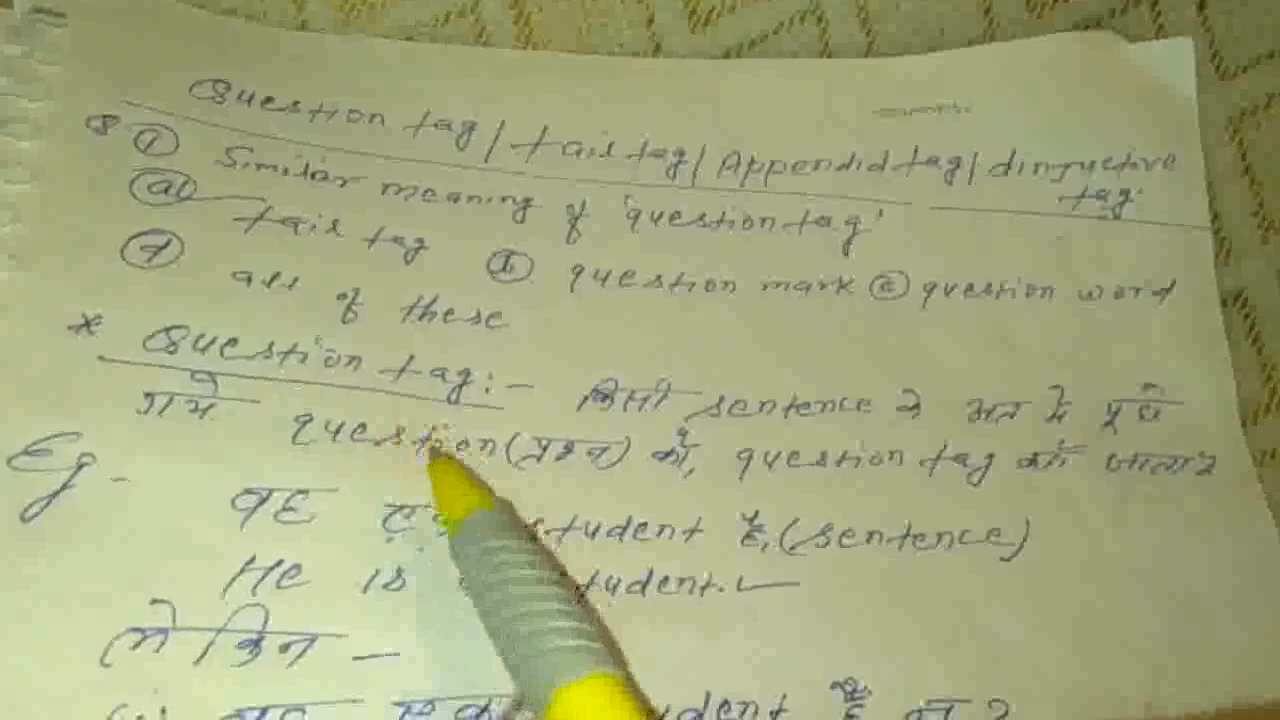 Question tag / tail tag / Appendid tag / disnjuctive tag.
Q ① Similar meaning of 'question tag'
ⓐ tail tag ⓑ question mark ⓒ question word
ⓓ all of these
* Question tag:- किसी sentence के अंत में पूछे
गये question (प्रश्न) को, question tag कहाँ जाता है
Eg.-
वह student है, (sentence)
He is student. ✓
लेकिन -
student है न?